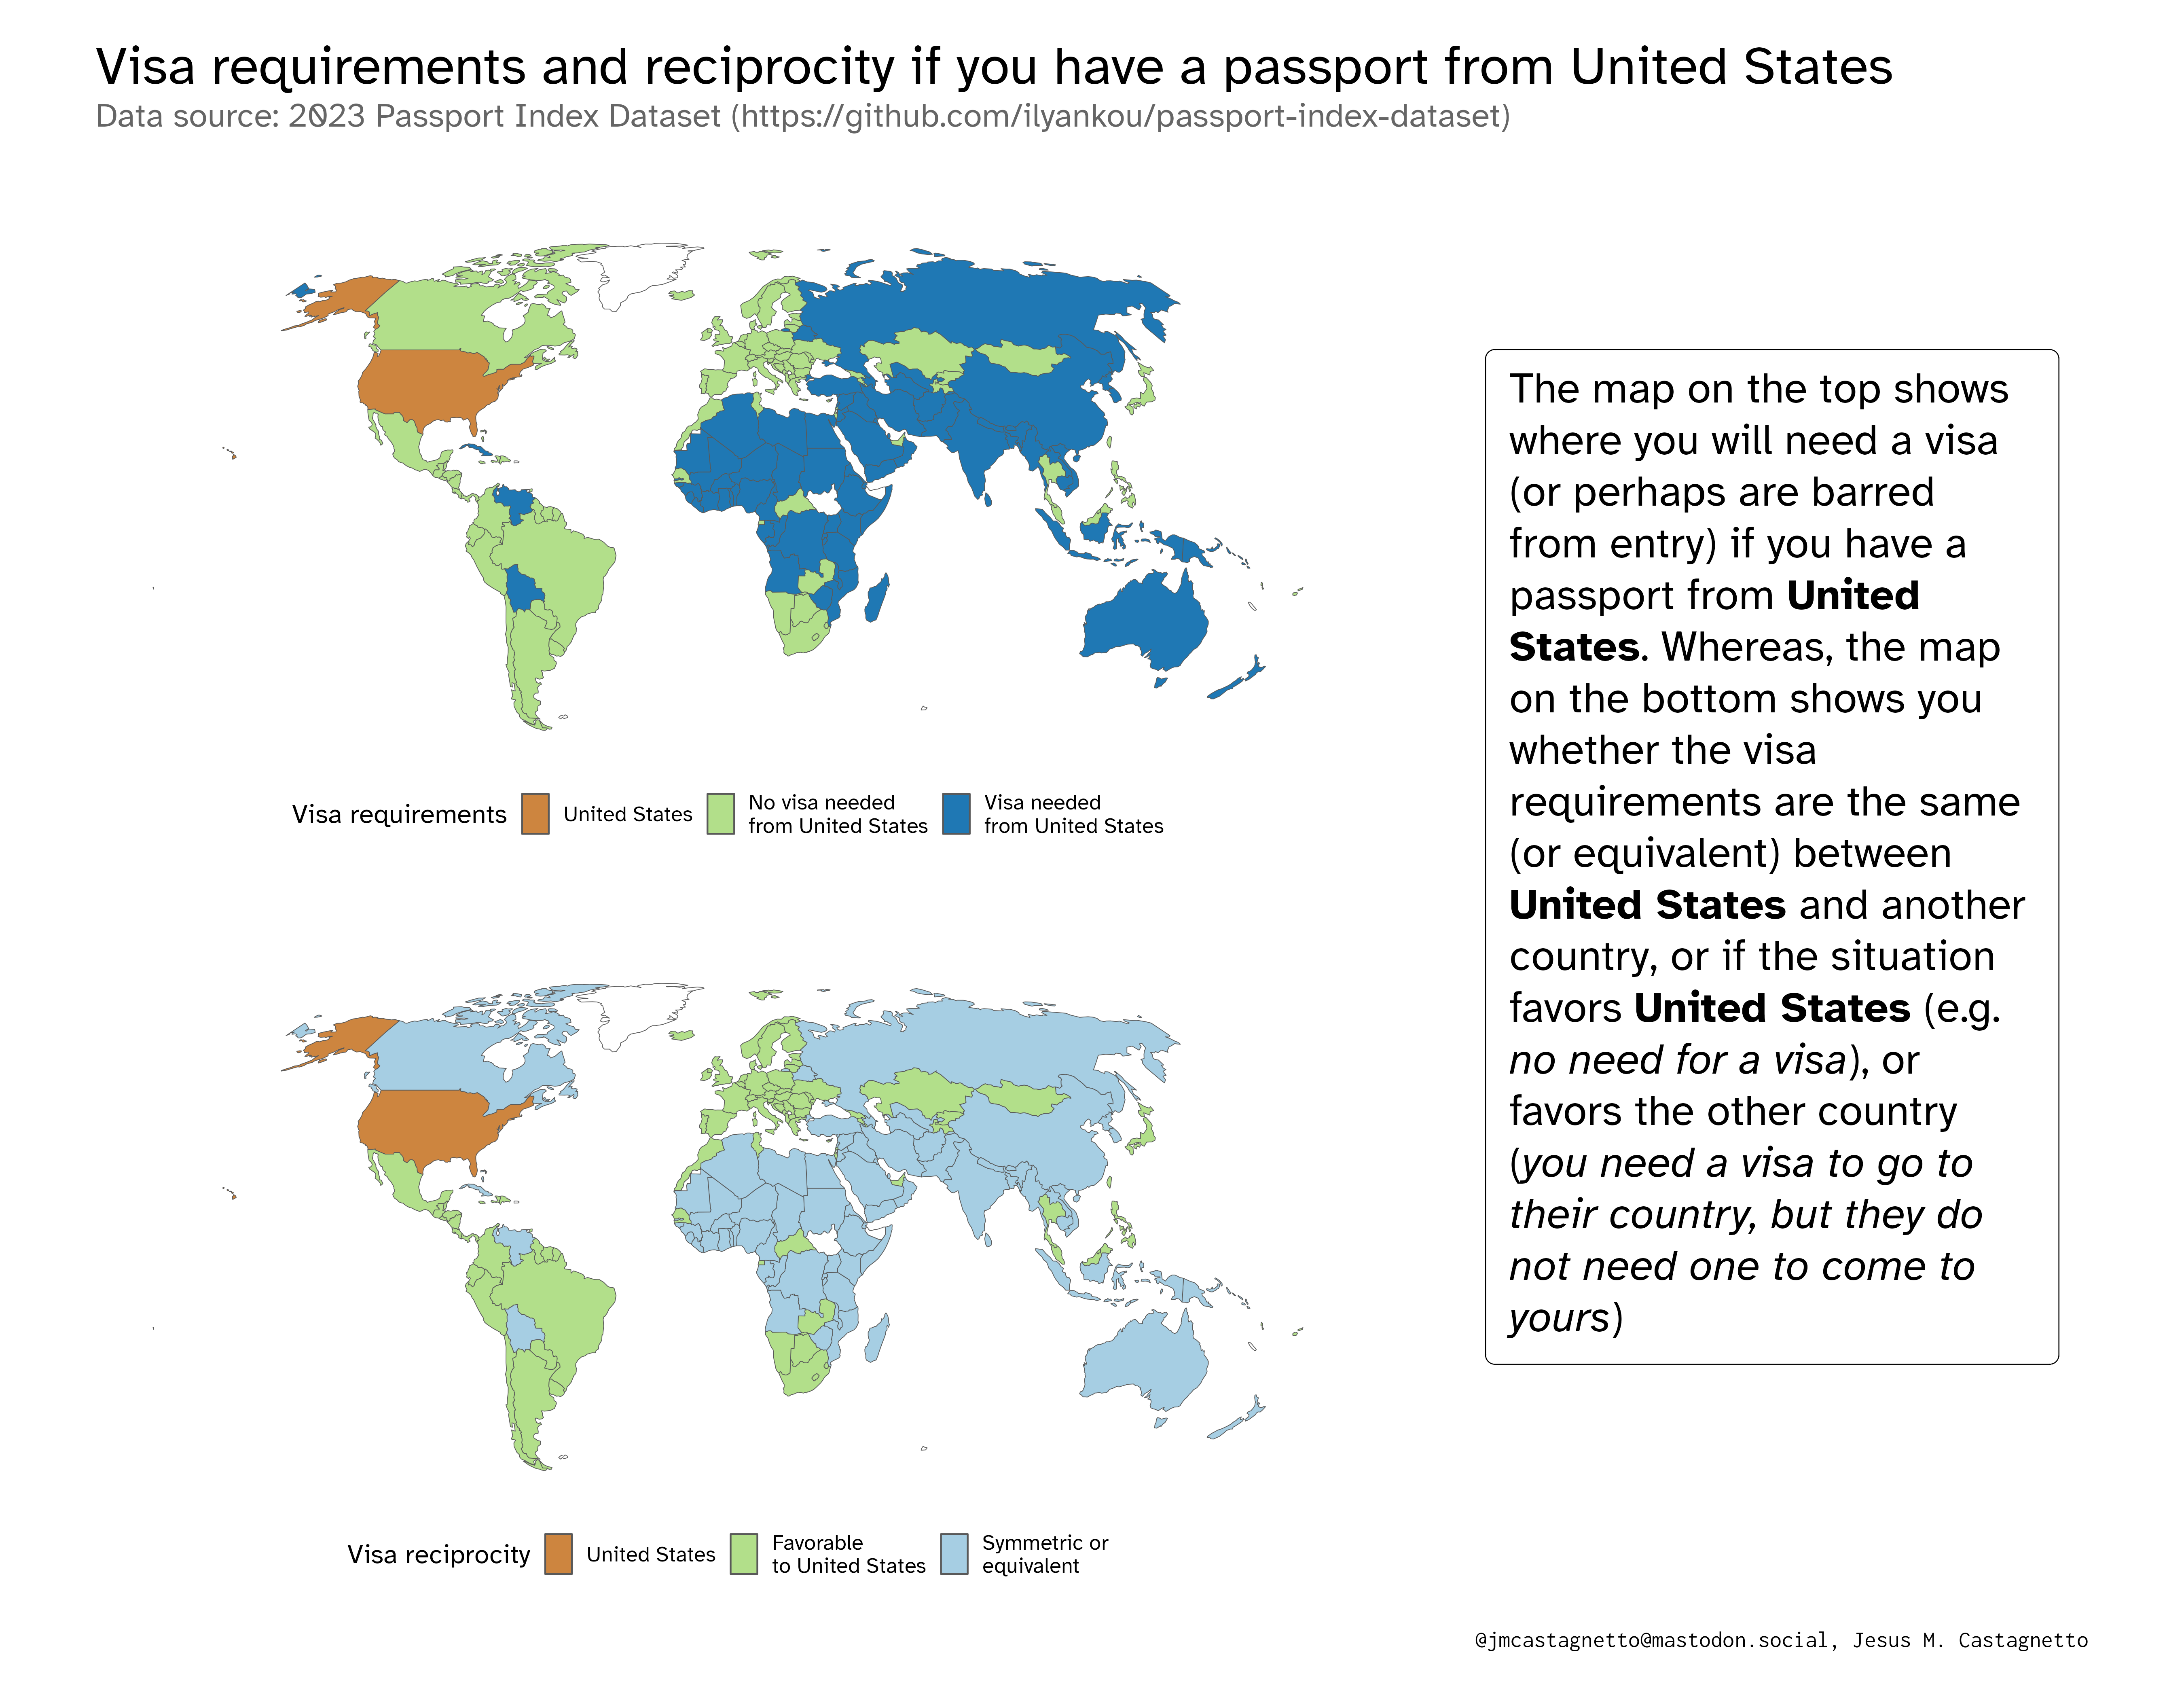 Visa requirements and reciprocity if you have a passport from United States
Data source: 2023 Passport Index Dataset (https://github.com/ilyankou/passport-index-dataset)
Visa requirements
United States
No visa needed
from United States
Visa needed
from United States
The map on the top shows
where you will need a visa
(or perhaps are barred
from entry) if you have a
passport from United
States. Whereas, the map
on the bottom shows you
whether the visa
requirements are the same
(or equivalent) between
United States and another
country, or if the situation
favors United States (e.g.
no need for a visa), or
favors the other country
(you need a visa to go to
their country, but they do
not need one to come to
yours)
Visa reciprocity
United States
Favorable
to United States
Symmetric or
equivalent
@jmcastagnetto@mastodon.social, Jesus M. Castagnetto